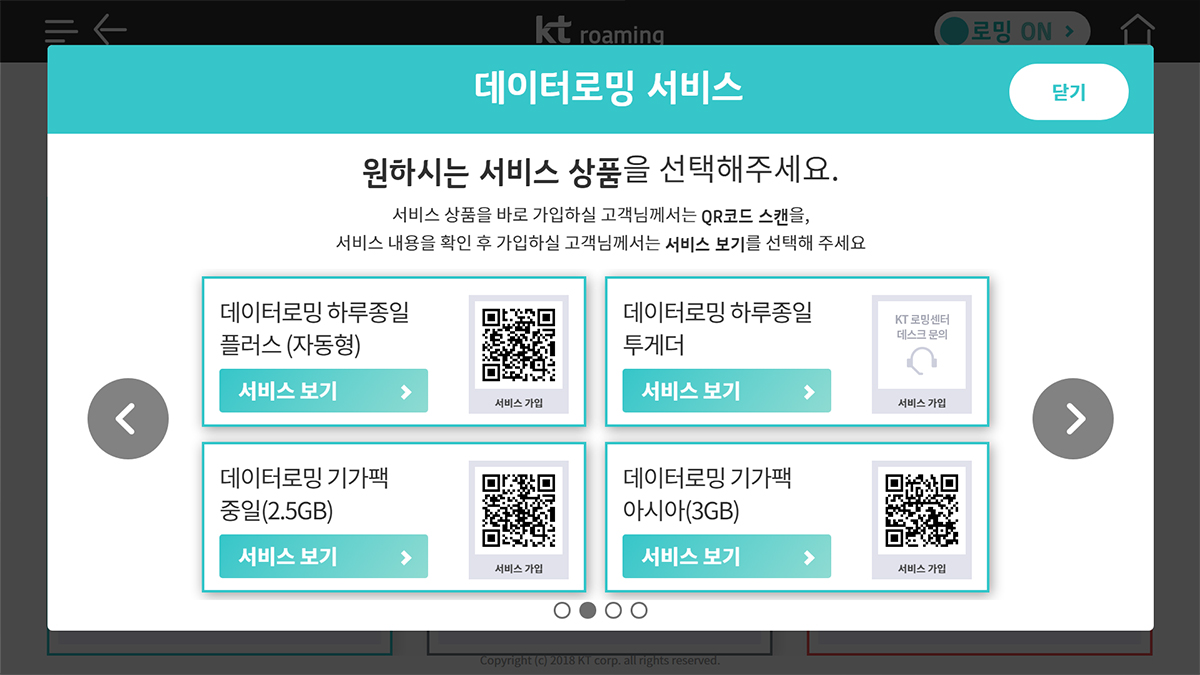 kt roaming
로밍 ON
데이터로밍 서비스
닫기
원하시는 서비스 상품을 선택해주세요.
서비스 상품을 바로 가입하실 고객님께서는 QR코드 스캔을,
서비스 내용을 확인 후 가입하실 고객님께서는 서비스 보기를 선택해 주세요
데이터로밍 하루종일
플러스 (자동형)
서비스 보기
서비스 가입
데이터로밍 하루종일
투게더
서비스 보기
KT 로밍센터
데스크 문의
서비스 가입
데이터로밍 기가팩
중일(2.5GB)
서비스 보기
서비스 가입
데이터로밍 기가팩
아시아(3GB)
서비스 보기
서비스 가입
Copyright (c) 2018 KT corp. all rights reserved.